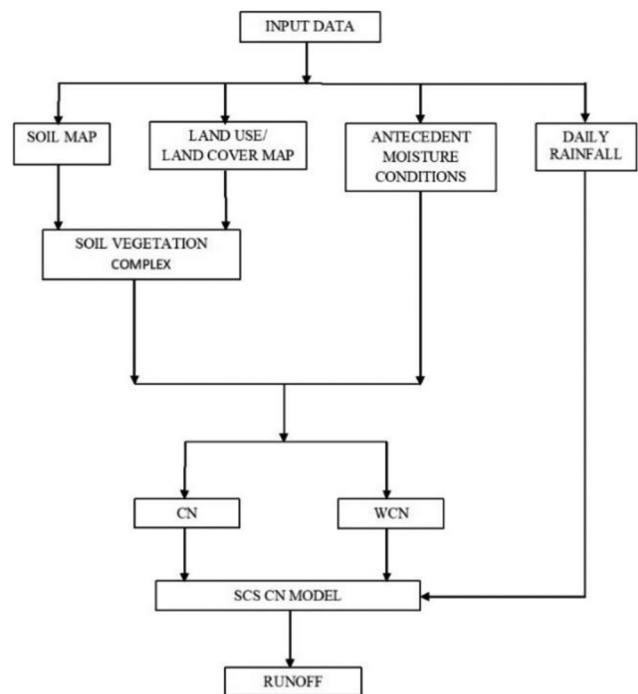 INPUT DATA
SOIL MAP
LAND USE/
LAND COVER MAP
ANTECEDENT
MOISTURE
CONDITIONS
DAILY
RAINFALL
SOIL VEGETATION
COMPLEX
CN
WCN
SCS CN MODEL
RUNOFF